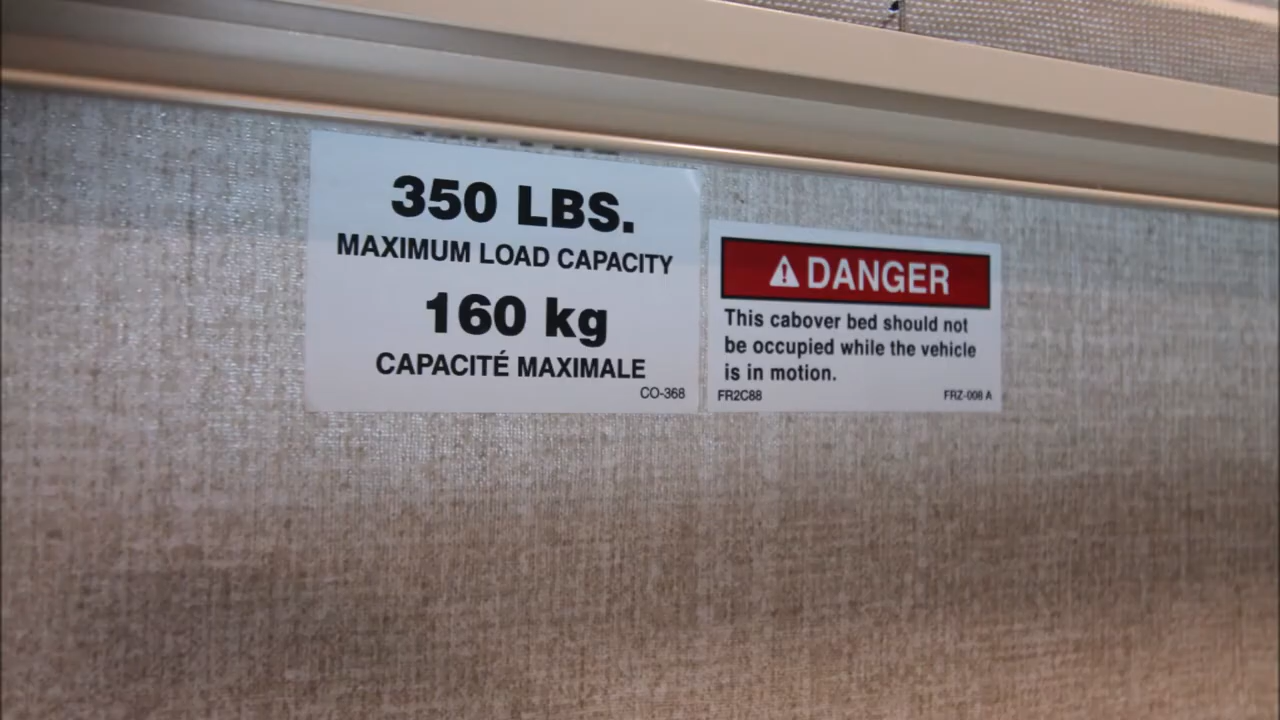 350 LBS.
MAXIMUM LOAD CAPACITY
160 kg
CAPACITÉ MAXIMALE
CO-368
DANGER
This cabover bed should not
be occupied while the vehicle
is in motion.
FR2C88 FRZ-008 A